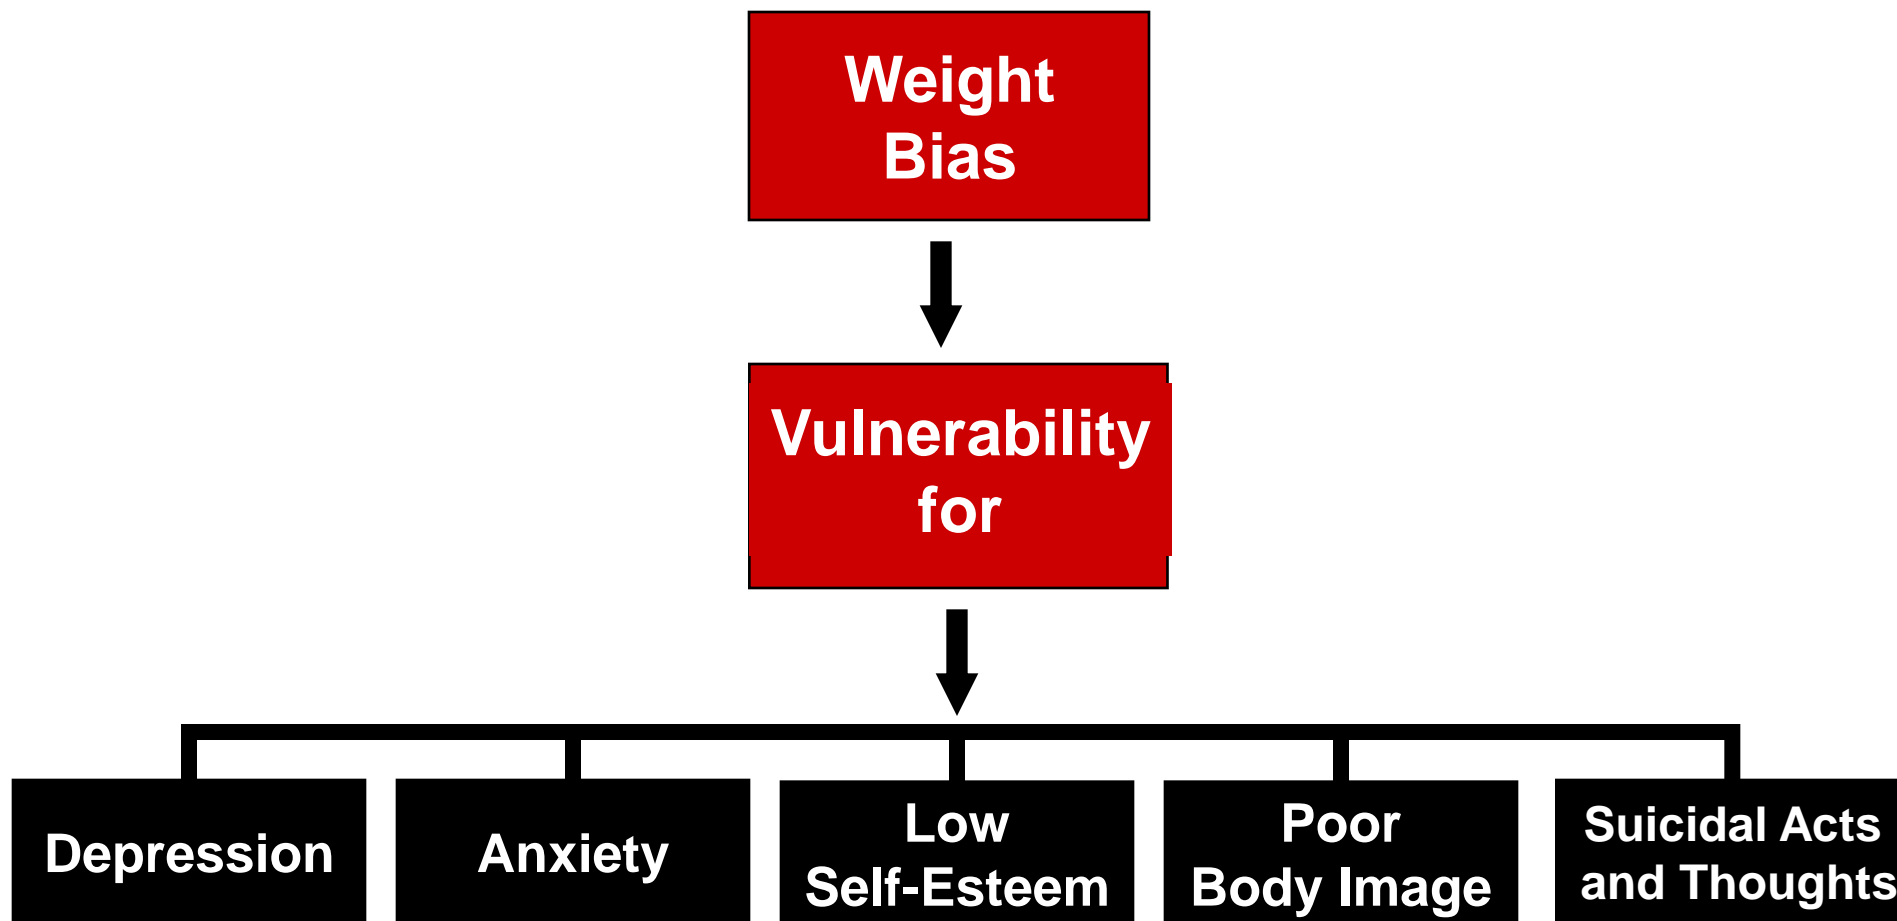 Weight
Bias
Vulnerability
for
Depression
Anxiety
Low
Self-Esteem
Poor
Body Image
Suicidal Acts
and Thoughts